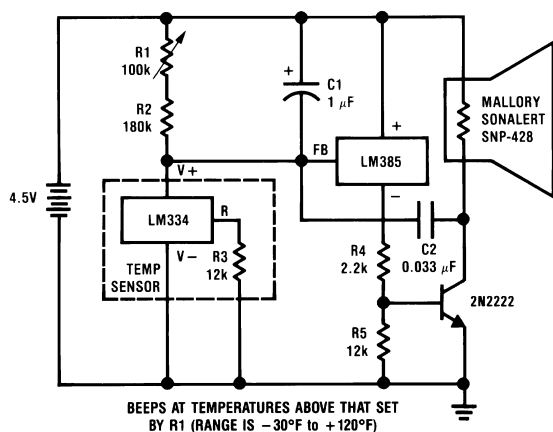 R1
100k
R2
180k
+
C1
1 μF
MALLORY
SONALERT
SNP-428
+
FB
LM385
−
V+
4.5V
LM334
R
V−
TEMP
SENSOR
R3
12k
R4
2.2k
C2
0.033 μF
2N2222
R5
12k
BEEPS AT TEMPERATURES ABOVE THAT SET
BY R1 (RANGE IS −30°F to +120°F)